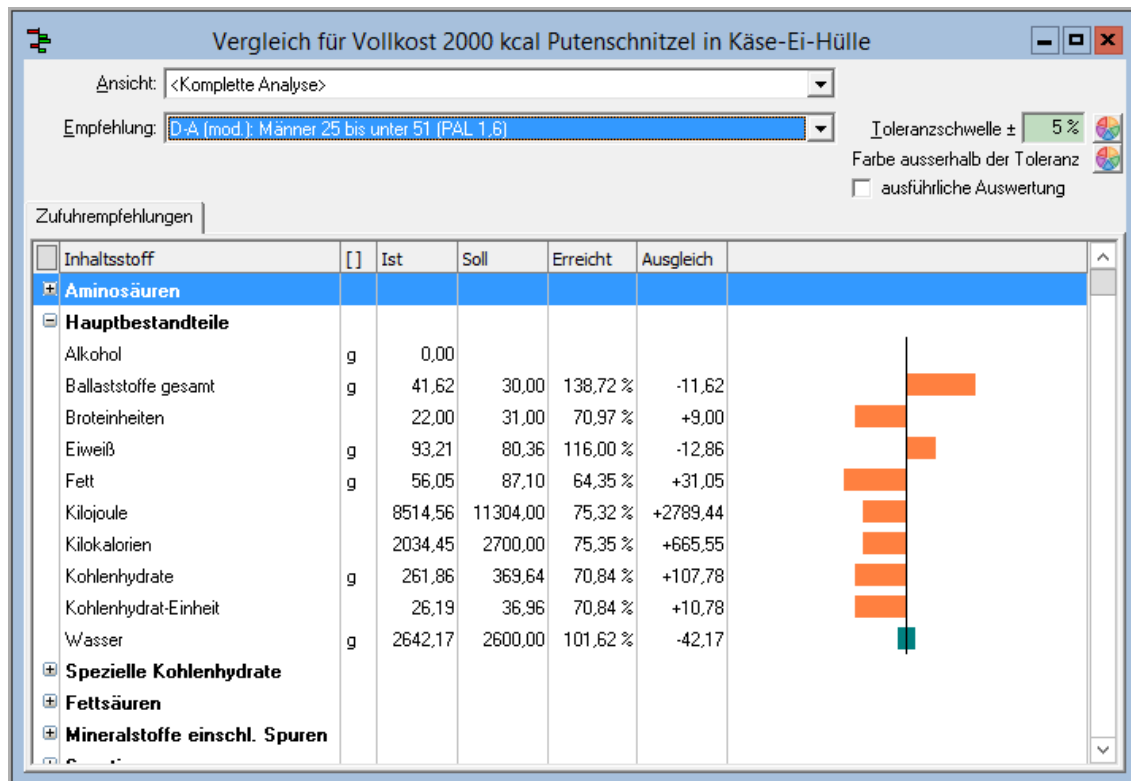 Vergleich für Vollkost 2000 kcal Putenschnitzel in Käse-Ei-Hülle
Ansicht: <Komplette Analyse>
Empfehlung: D-A (mod.): Männer 25 bis unter 51 (PAL 1,6)
Toleranzschwelle ± 5 %
Farbe ausserhalb der Toleranz
ausführliche Auswertung
Zufuhrempfehlungen
Inhaltsstoff [] Ist Soll Erreicht Ausgleich
Aminosäuren
Hauptbestandteile
Alkohol g 0,00
Ballaststoffe gesamt g 41,62 30,00 138,72 % -11,62
Broteinheiten 22,00 31,00 70,97 % +9,00
Eiweiß g 93,21 80,36 116,00 % -12,86
Fett g 56,05 87,10 64,35 % +31,05
Kilojoule 8514,56 11304,00 75,32 % +2789,44
Kilokalorien 2034,45 2700,00 75,35 % +665,55
Kohlenhydrate g 261,86 369,64 70,84 % +107,78
Kohlenhydrat-Einheit 26,19 36,96 70,84 % +10,78
Wasser g 2642,17 2600,00 101,62 % -42,17
Spezielle Kohlenhydrate
Fettsäuren
Mineralstoffe einschl. Spuren